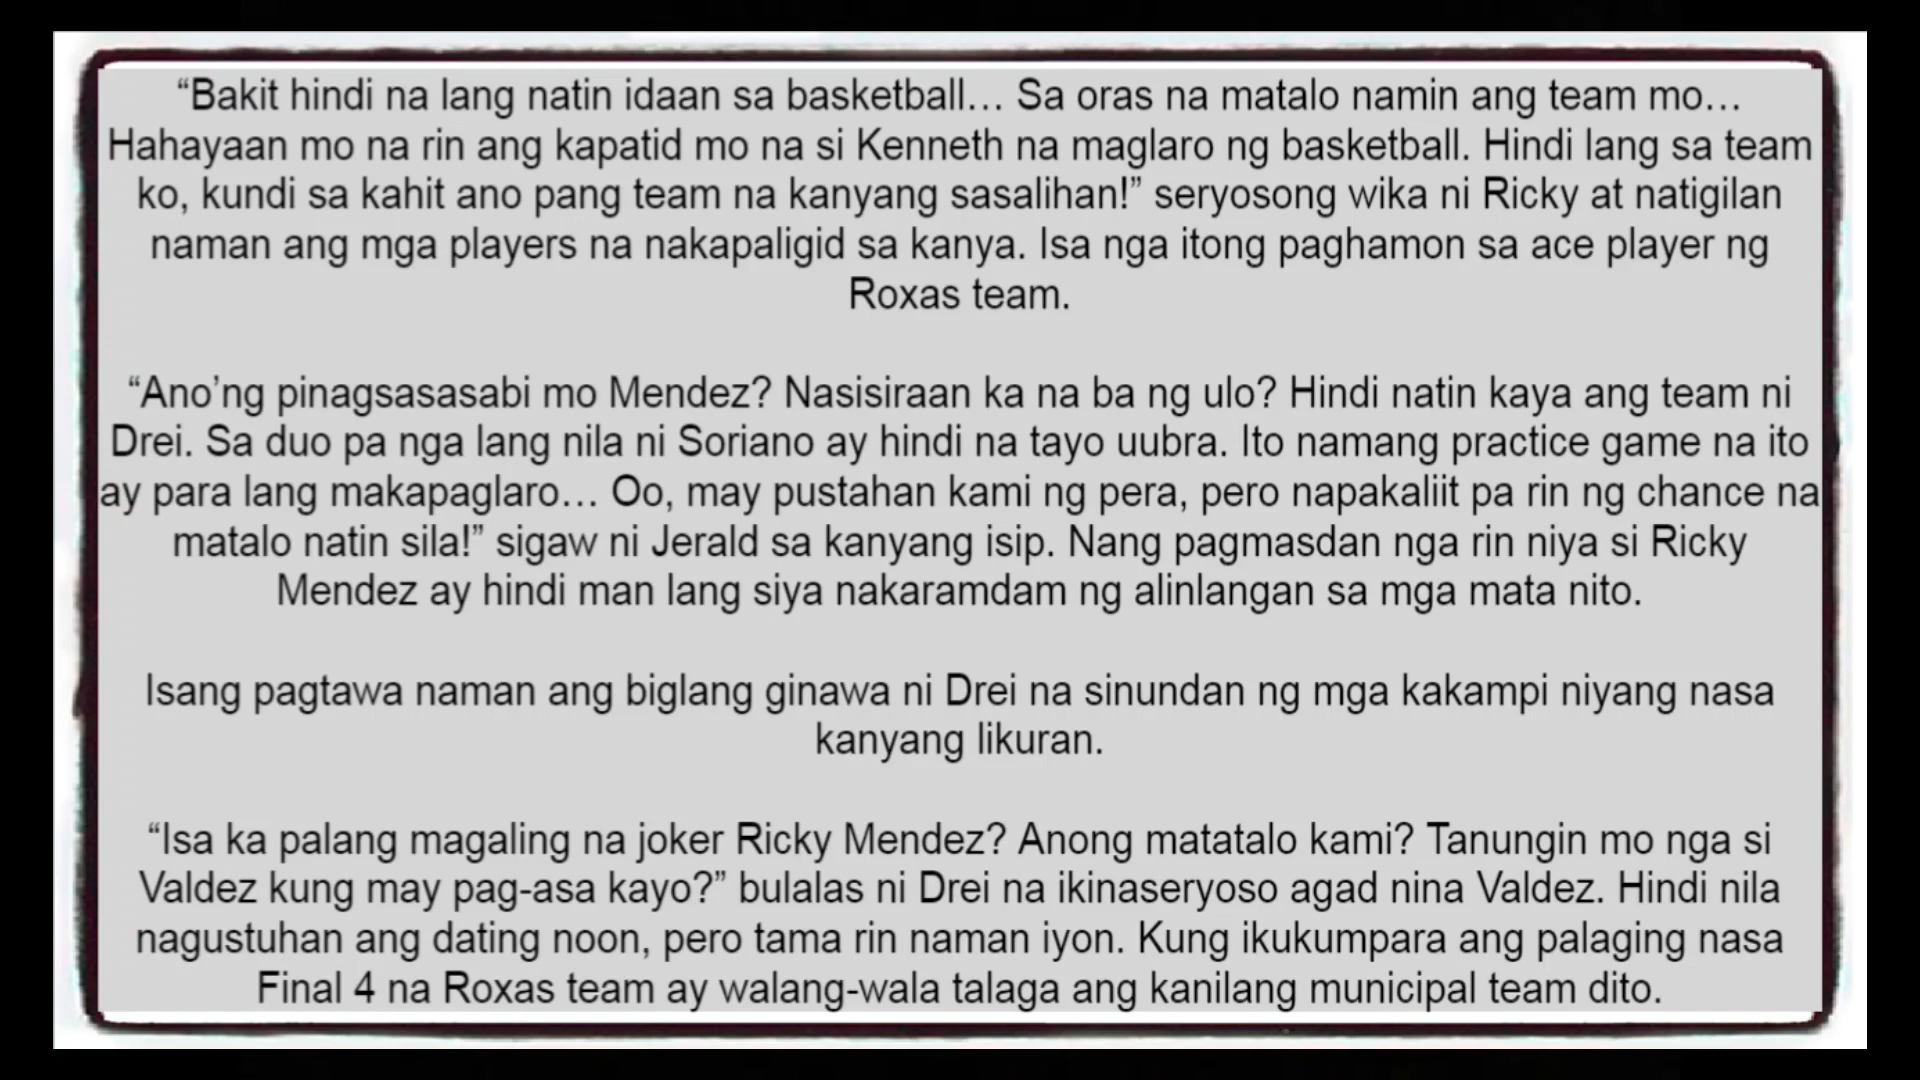 “Bakit hindi na lang natin idaan sa basketball… Sa oras na matalo namin ang team mo…
Hahayaan mo na rin ang kapatid mo na si Kenneth na maglaro ng basketball. Hindi lang sa team
ko, kundi sa kahit ano pang team na kanyang sasalihan!” seryosong wika ni Ricky at natigilan
naman ang mga players na nakapaligid sa kanya. Isa nga itong paghamon sa ace player ng
Roxas team.
“Ano’ng pinagsasasabi mo Mendez? Nasisiraan ka na ba ng ulo? Hindi natin kaya ang team ni
Drei. Sa duo pa nga lang nila ni Soriano ay hindi na tayo uubra. Ito namang practice game na ito
ay para lang makapaglaro… Oo, may pustahan kami ng pera, pero napakaliit pa rin ng chance na
matalo natin sila!” sigaw ni Jerald sa kanyang isip. Nang pagmasdan nga rin niya si Ricky
Mendez ay hindi man lang siya nakaramdam ng alinlangan sa mga mata nito.
Isang pagtawa naman ang biglang ginawa ni Drei na sinundan ng mga kakampi niyang nasa
kanyang likuran.
“Isa ka palang magaling na joker Ricky Mendez? Anong matatalo kami? Tanungin mo nga si
Valdez kung may pag-asa kayo?” bulalas ni Drei na ikinaseryoso agad nina Valdez. Hindi nila
nagustuhan ang dating noon, pero tama rin naman iyon. Kung ikukumpara ang palaging nasa
Final 4 na Roxas team ay walang-wala talaga ang kanilang municipal team dito.